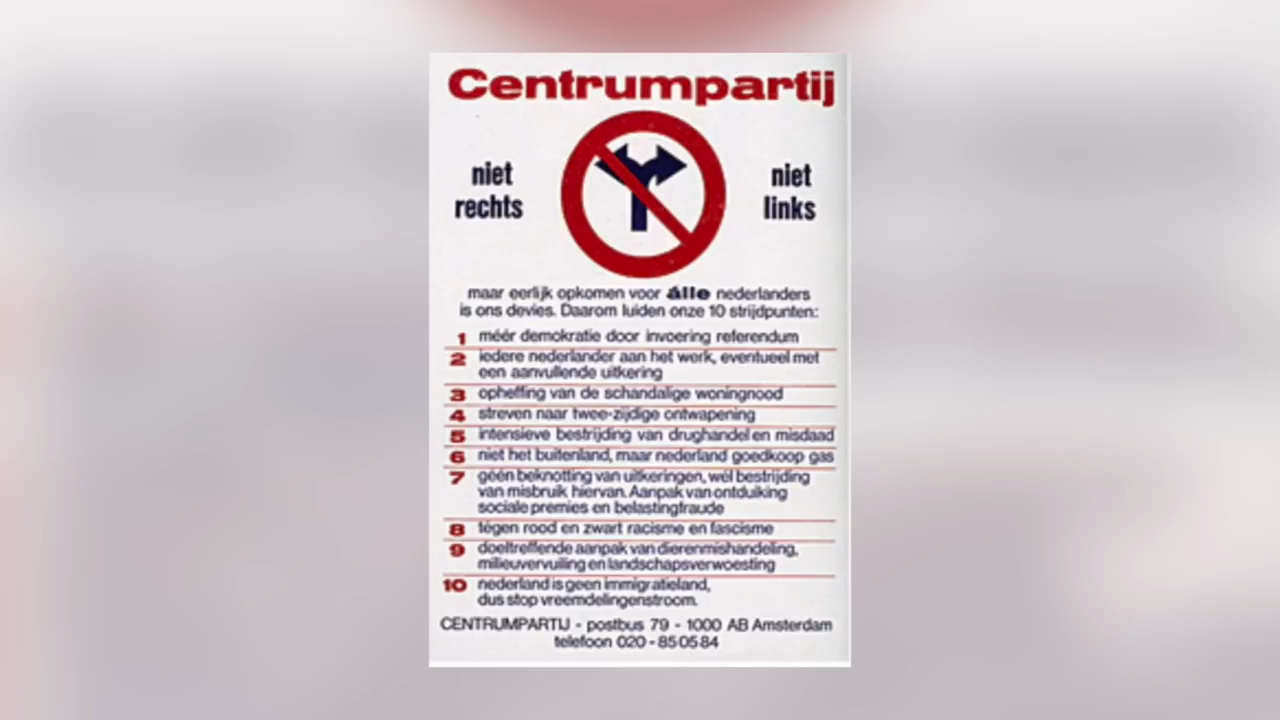 Centrumpartij
niet
rechts
niet
links
maar eerlijk opkomen voor álle nederlanders
is ons devies. Daarom luiden onze 10 strijdpunten:
1 méér demokratie door invoering referendum
2 iedere nederlander aan het werk, eventueel met
een aanvullende uitkering
3 opheffing van de schandalige woningnood
4 streven naar twee-zijdige ontwapening
5 intensieve bestrijding van drughandel en misdaad
6 niet het buitenland, maar nederland goedkoop gas
7 géén beknotting van uitkeringen, wél bestrijding
van misbruik hiervan. Aanpak van ontduiking
sociale premies en belastingfraude
8 tégen rood en zwart racisme en fascisme
9 doeltreffende aanpak van dierenmishandeling,
milieuvervuiling en landschapsverwoesting
10 nederland is geen immigratieland,
dus stop vreemdelingenstroom.
CENTRUMPARTIJ - postbus 79 - 1000 AB Amsterdam
telefoon 020 - 85 05 84